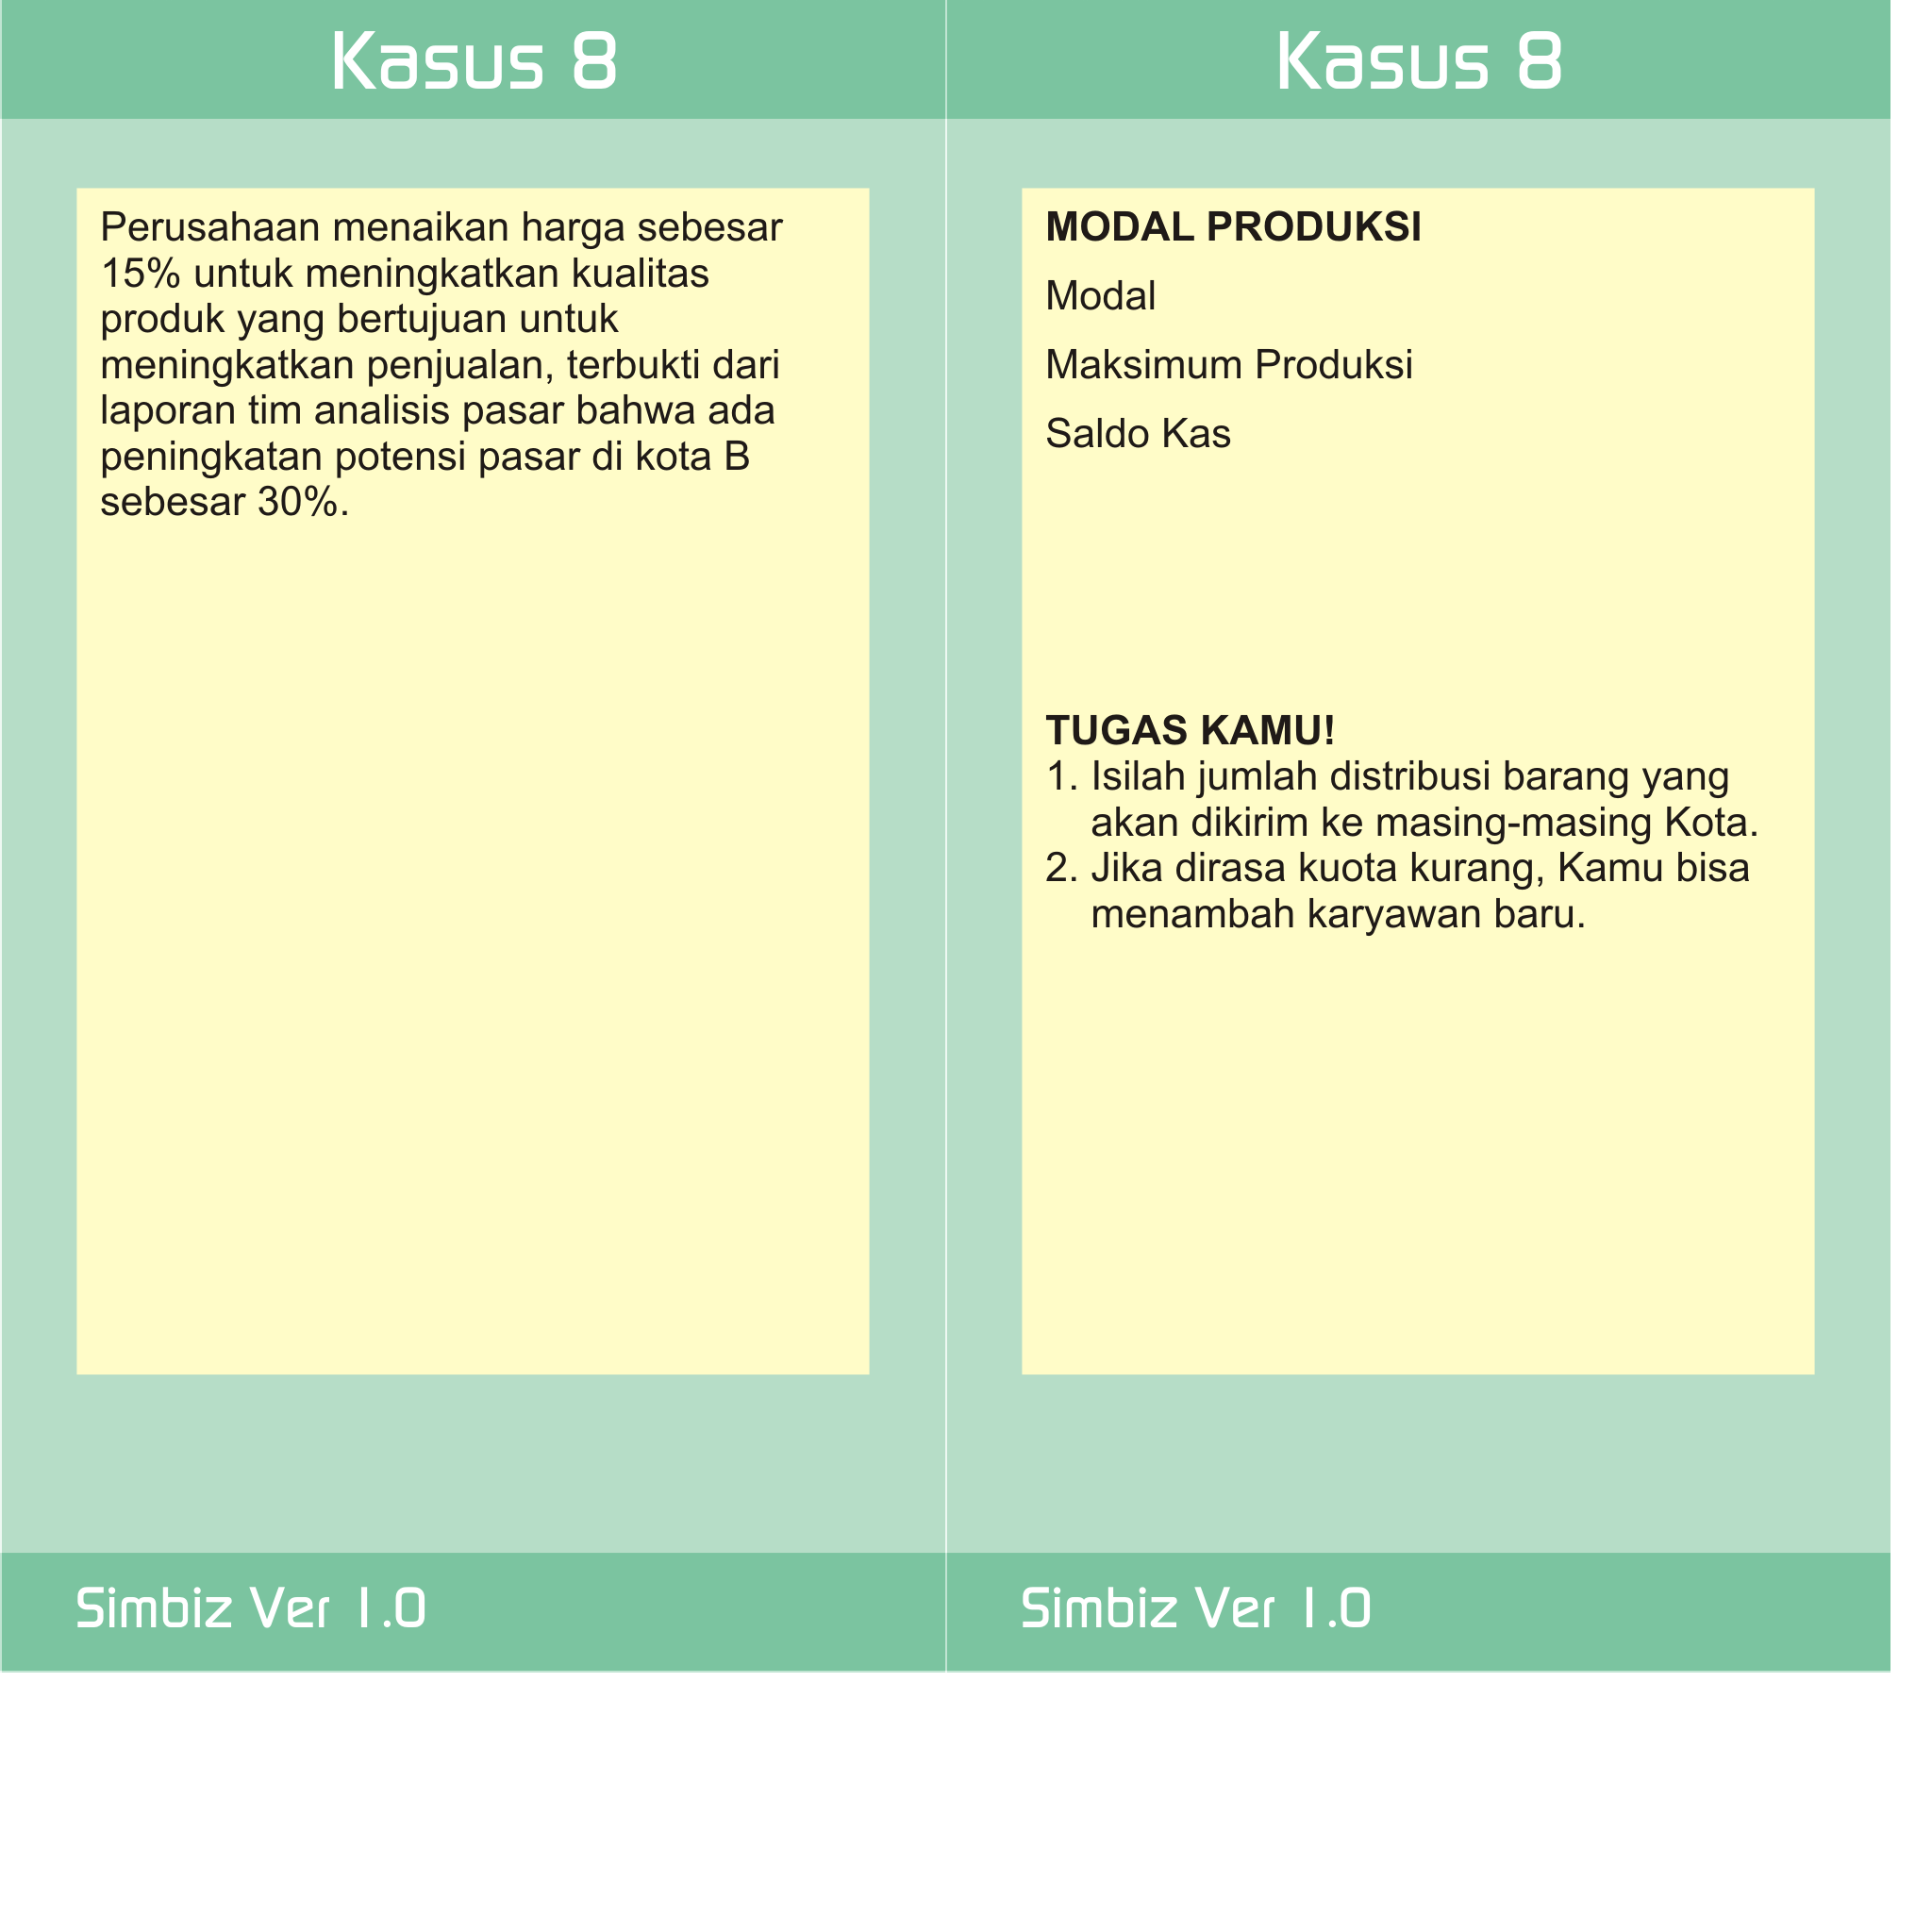 Kasus 8
Perusahaan menaikan harga sebesar
15% untuk meningkatkan kualitas
produk yang bertujuan untuk
meningkatkan penjualan, terbukti dari
laporan tim analisis pasar bahwa ada
peningkatan potensi pasar di kota B
sebesar 30%.
Simbiz Ver 1.0
Kasus 8
MODAL PRODUKSI
Modal
Maksimum Produksi
Saldo Kas
TUGAS KAMU!
1. Isilah jumlah distribusi barang yang
akan dikirim ke masing-masing Kota.
2. Jika dirasa kuota kurang, Kamu bisa
menambah karyawan baru.
Simbiz Ver 1.0